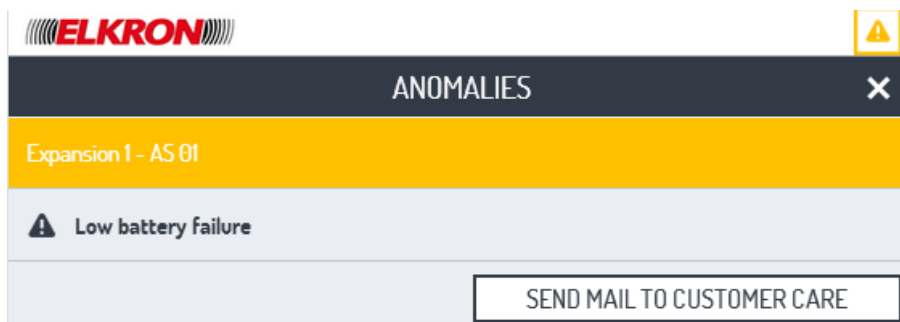 ELKRON
ANOMALIES
Expansion 1 - AS 01
Low battery failure
SEND MAIL TO CUSTOMER CARE